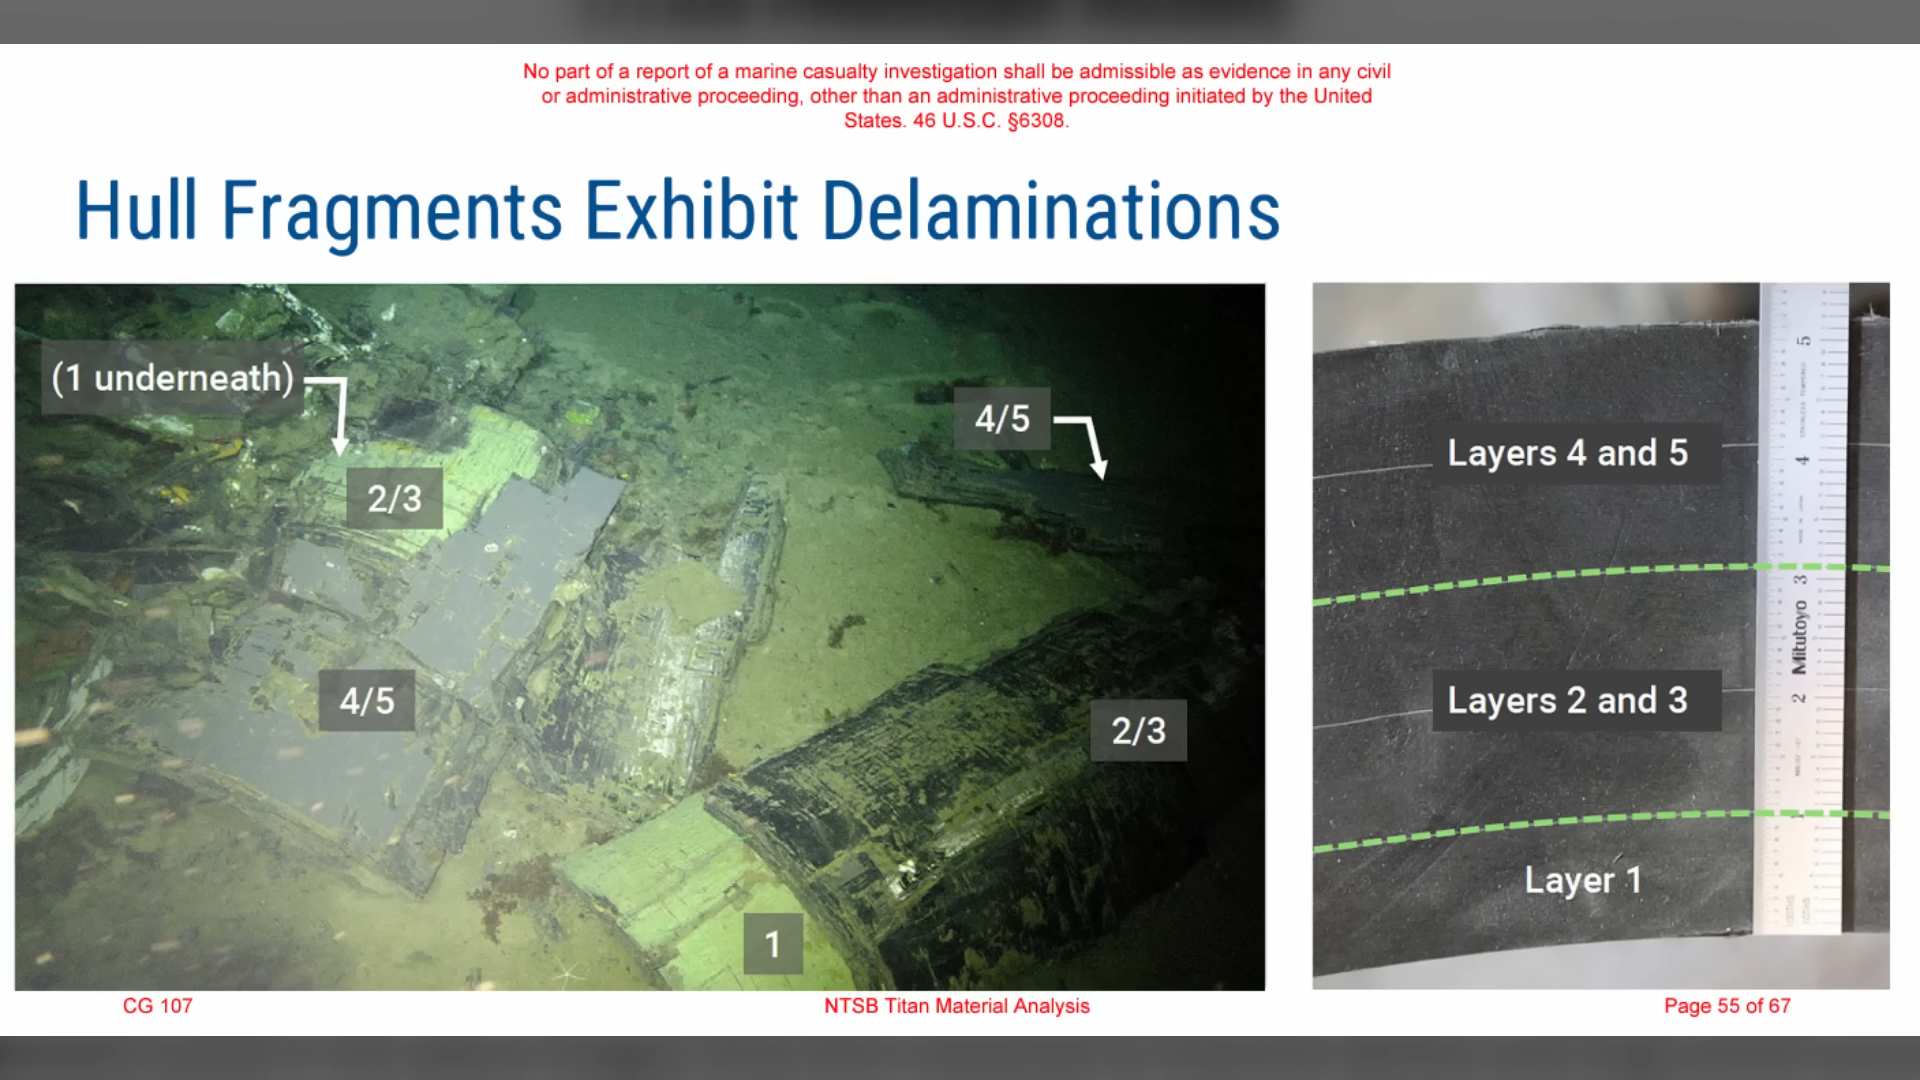 No part of a report of a marine casualty investigation shall be admissible as evidence in any civil
or administrative proceeding, other than an administrative proceeding initiated by the United
States. 46 U.S.C. §6308.
Hull Fragments Exhibit Delaminations
(1 underneath)
2/3
4/5
4/5
2/3
1
5
Layers 4 and 5
4
3
Mitutoyo
Layers 2 and 3
2
1
Layer 1
CG 107
NTSB Titan Material Analysis
Page 55 of 67